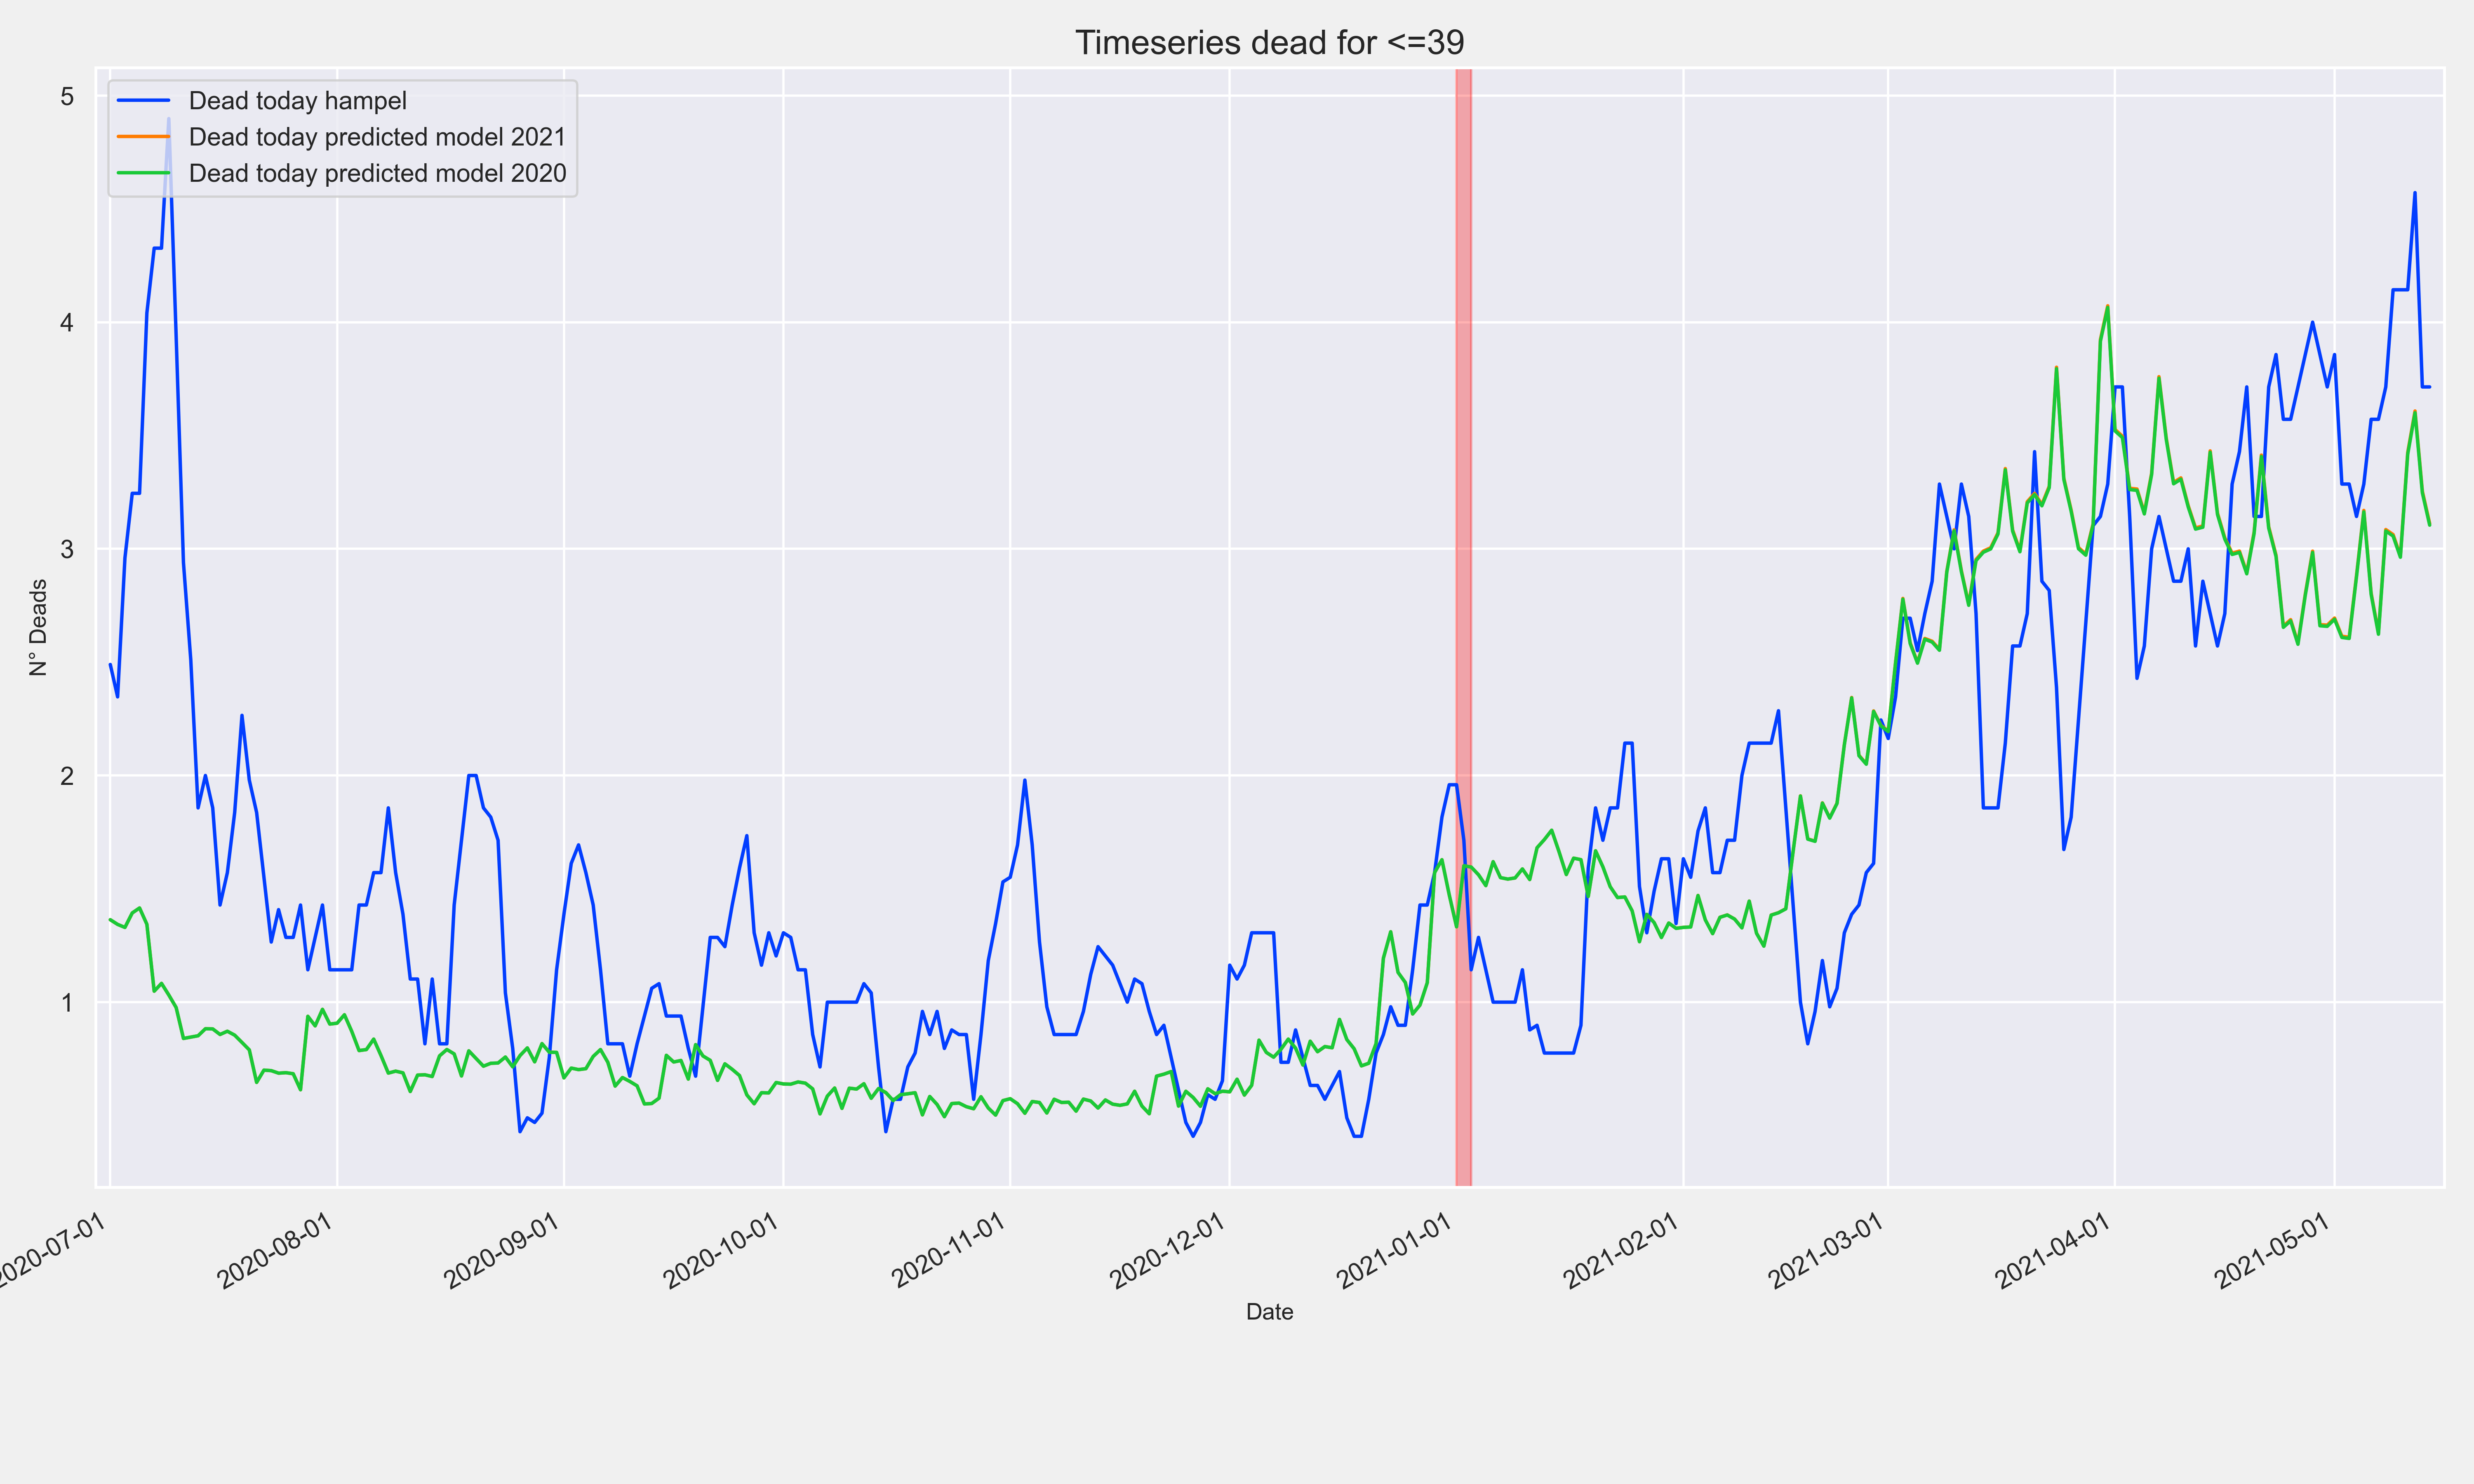 Timeseries dead for <=39
Dead today hampel
Dead today predicted model 2021
Dead today predicted model 2020
5
4
3
2
1
N° Deads
2020-07-01
2020-08-01
2020-09-01
2020-10-01
2020-11-01
2020-12-01
2021-01-01
2021-02-01
2021-03-01
2021-04-01
2021-05-01
Date